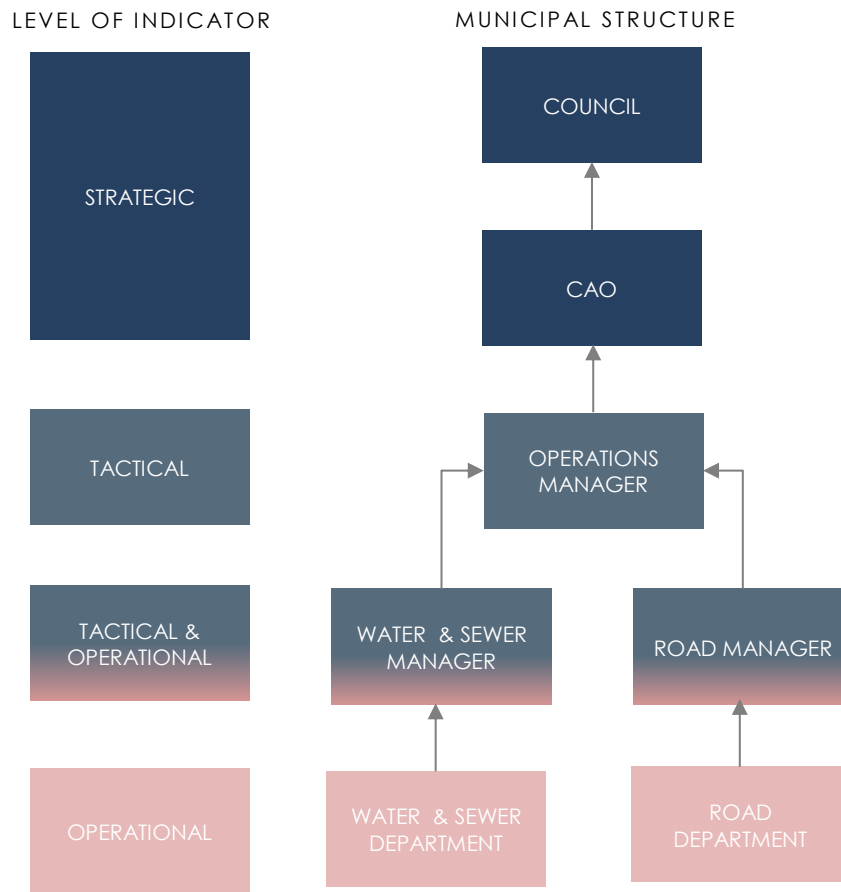 LEVEL OF INDICATOR
MUNICIPAL STRUCTURE
STRATEGIC
COUNCIL
CAO
TACTICAL
OPERATIONS
MANAGER
TACTICAL &
OPERATIONAL
WATER & SEWER
MANAGER
ROAD MANAGER
OPERATIONAL
WATER & SEWER
DEPARTMENT
ROAD
DEPARTMENT